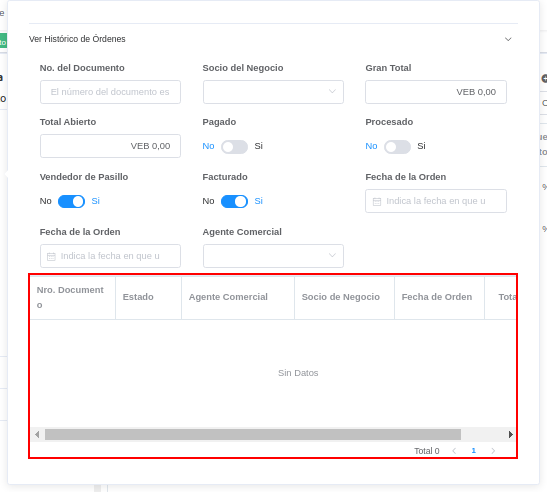 Ver Histórico de Órdenes
No. del Documento Socio del Negocio Gran Total
El número del documento es VEB 0,00
Total Abierto Pagado Procesado
VEB 0,00 No Si No Si
Vendedor de Pasillo Facturado Fecha de la Orden
No Si No Si Indica la fecha en que u
Fecha de la Orden Agente Comercial
Indica la fecha en que u
Nro. Document
o
Estado Agente Comercial Socio de Negocio Fecha de Orden Tota
Sin Datos
Total 0 1